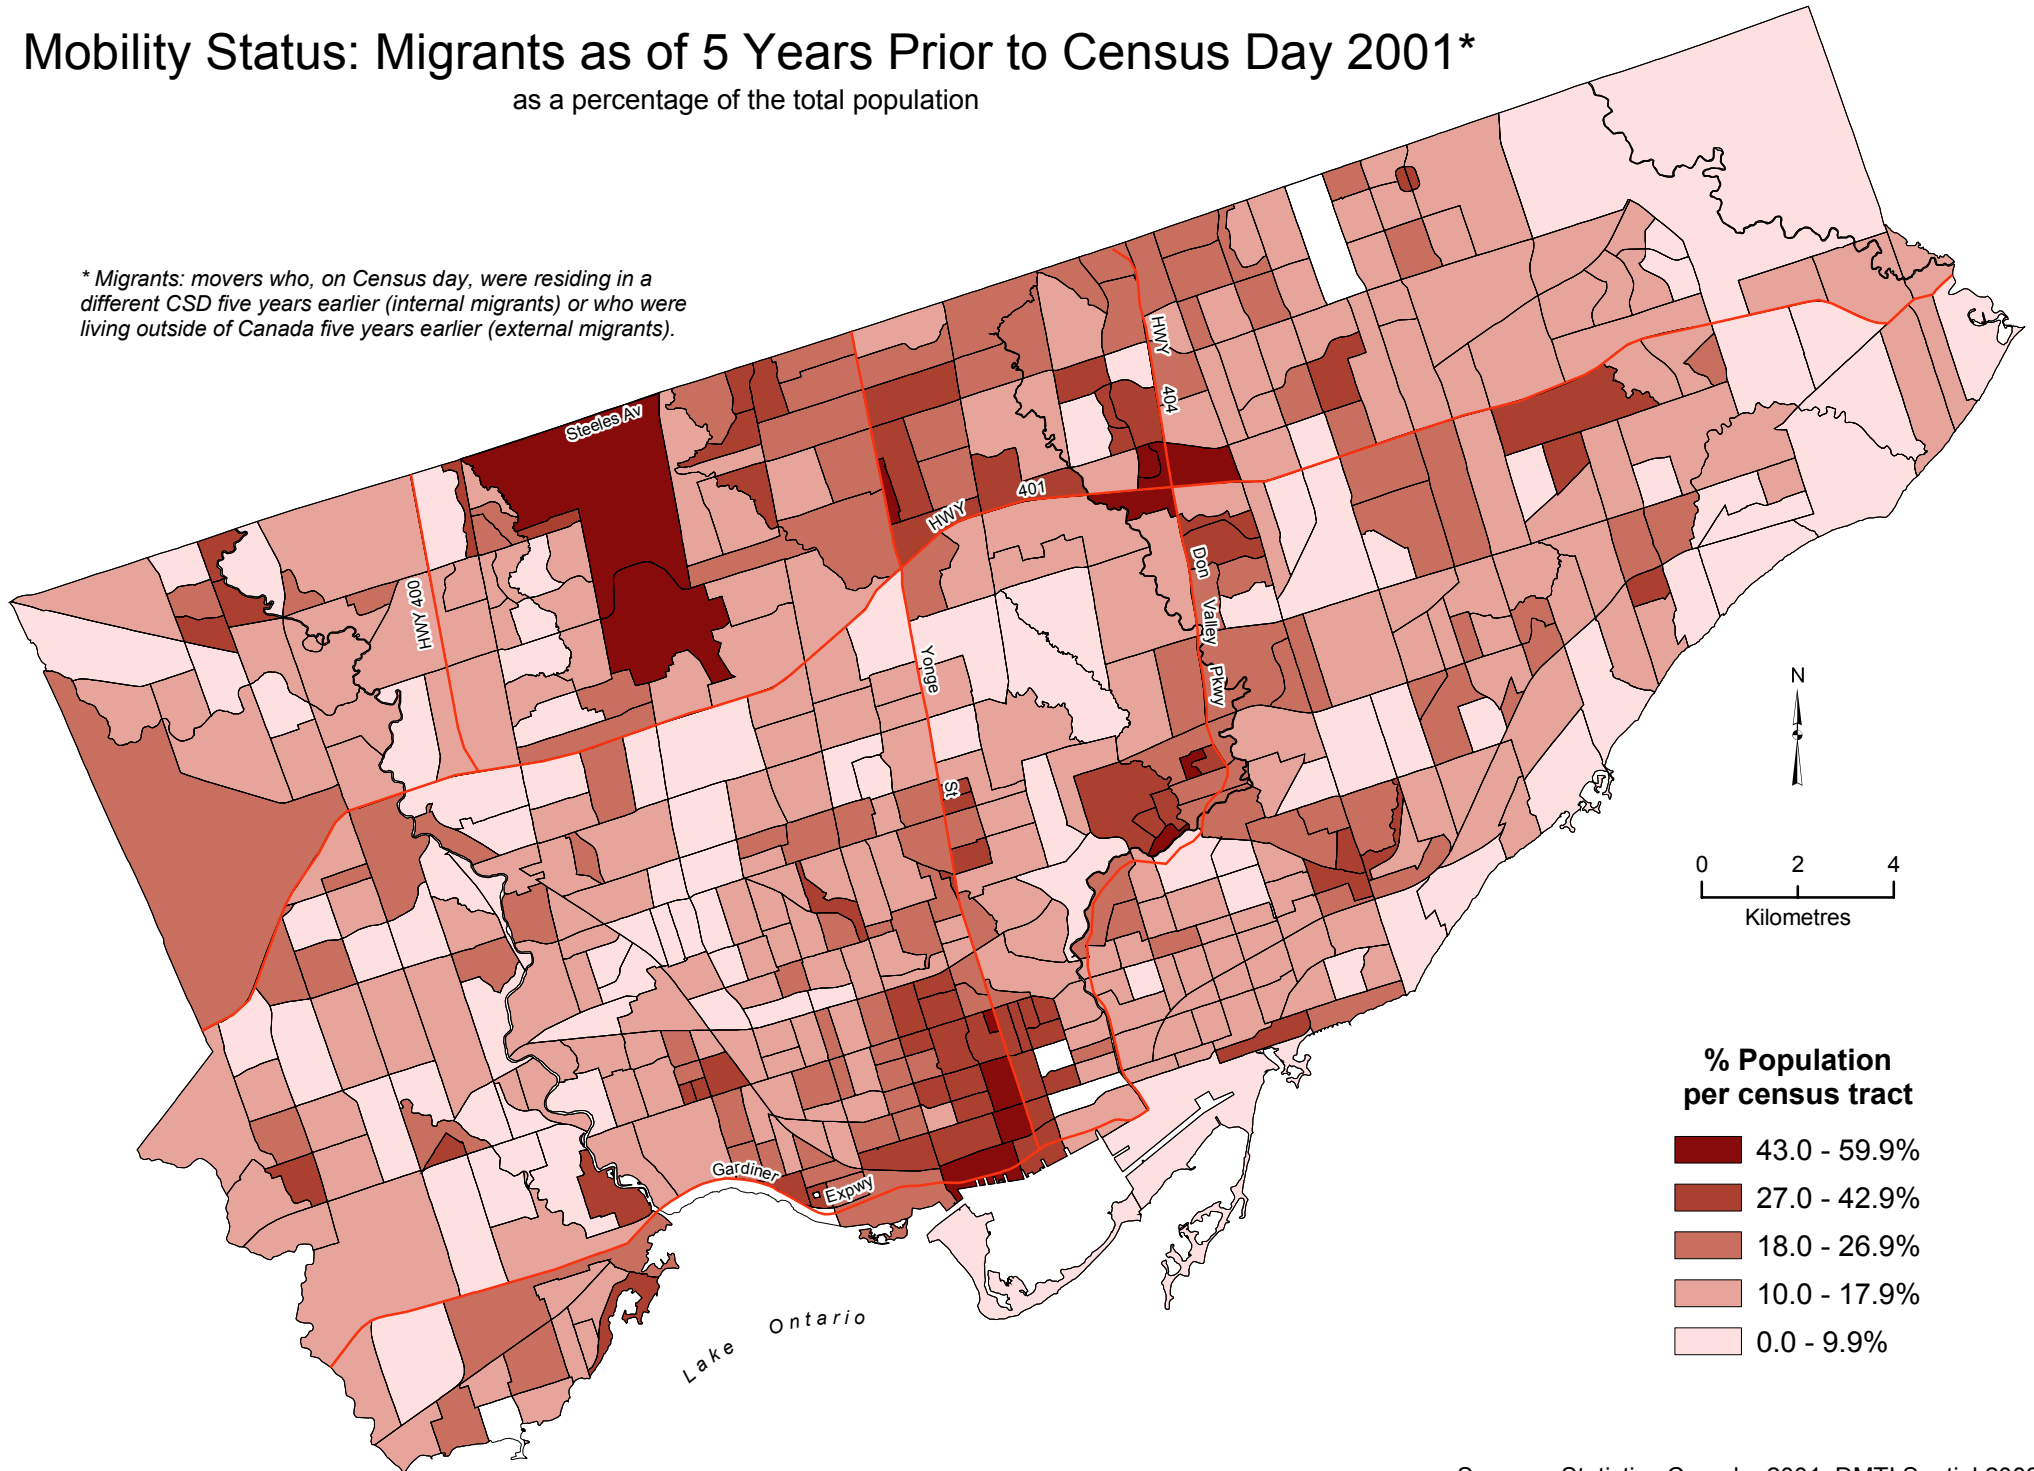 Mobility Status: Migrants as of 5 Years Prior to Census Day 2001*
as a percentage of the total population
* Migrants: movers who, on Census day, were residing in a
different CSD five years earlier (internal migrants) or who were
living outside of Canada five years earlier (external migrants).
Steeles Av
HWY 400
HWY 401
HWY 404
Don Valley Pkwy
Yonge St
Gardiner Expwy
Lake Ontario
N
0 2 4
Kilometres
% Population
per census tract
43.0 - 59.9%
27.0 - 42.9%
18.0 - 26.9%
10.0 - 17.9%
0.0 - 9.9%